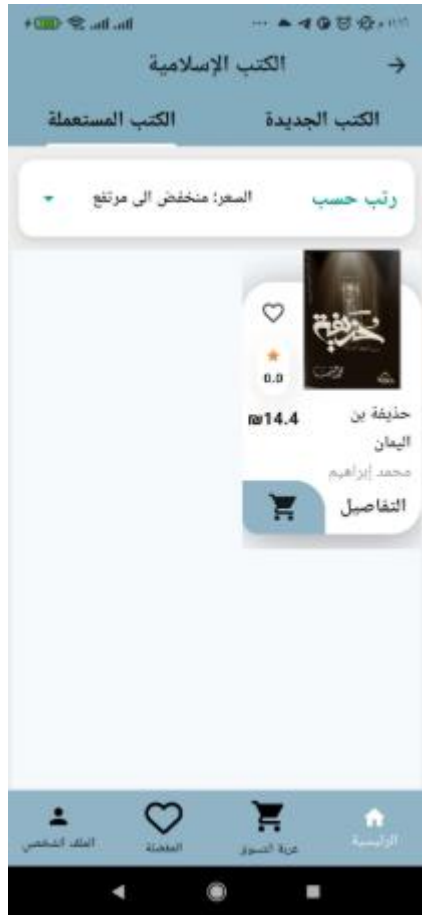 الكتب الإسلامية
الكتب الجديدة
الكتب المستعملة
رتب حسب
السعر؛ منخفض الى مرتفع
حذيفة
0.0
₪14.4
حذيفة بن
اليمان
محمد إبراهيم
التفاصيل
الرئيسية
عربة التسوق
المفضلة
الملف الشخصي